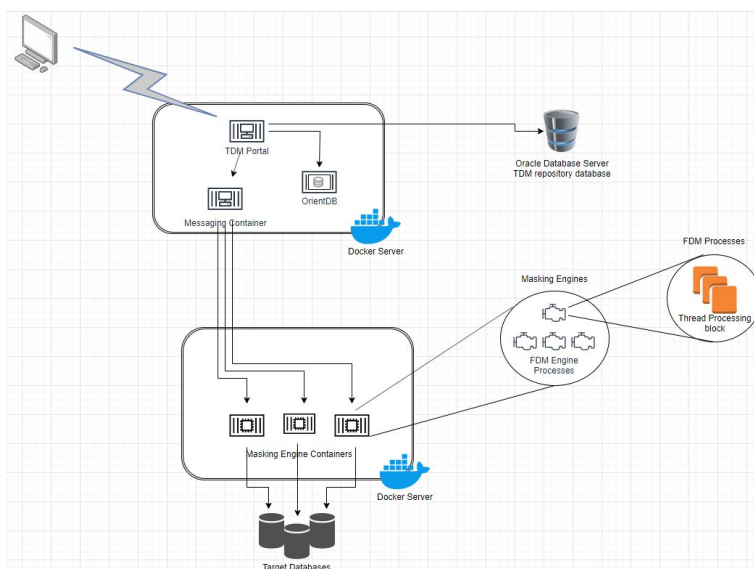 TDM Portal
OrientDB
Messaging Container
Docker Server
Oracle Database Server
TDM repository database
FDM Processes
Thread Processing
block
Masking Engines
FDM Engine
Processes
Masking Engine Containers
Docker Server
Target Databases